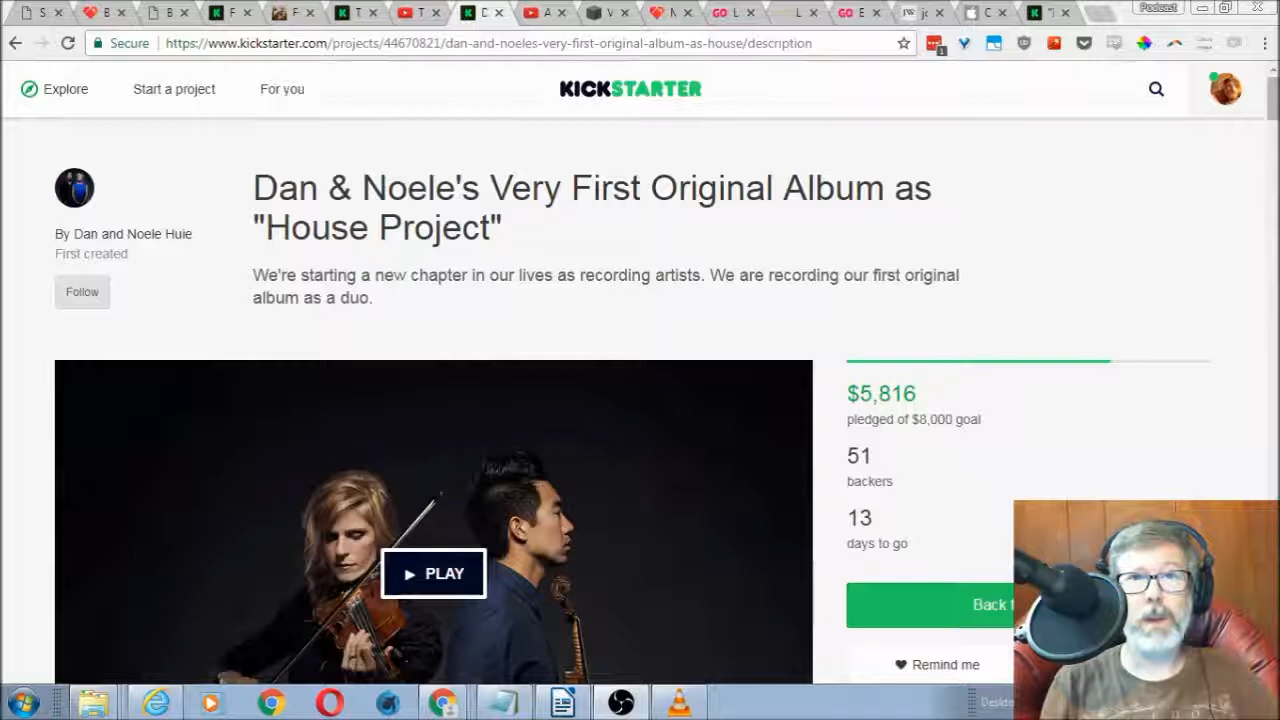 S
B
B
F
F
T
T
D
A
V
N
L
L
E
jc
C
"I
Podcast
Secure
https://www.kickstarter.com/projects/44670821/dan-and-noeles-very-first-original-album-as-house/description
1
Explore
Start a project
For you
KICKSTARTER
Dan & Noele's Very First Original Album as
"House Project"
By Dan and Noele Huie
First created
Follow
We're starting a new chapter in our lives as recording artists. We are recording our first original
album as a duo.
$5,816
pledged of $8,000 goal
51
backers
13
days to go
PLAY
Back t
Remind me
Deskto